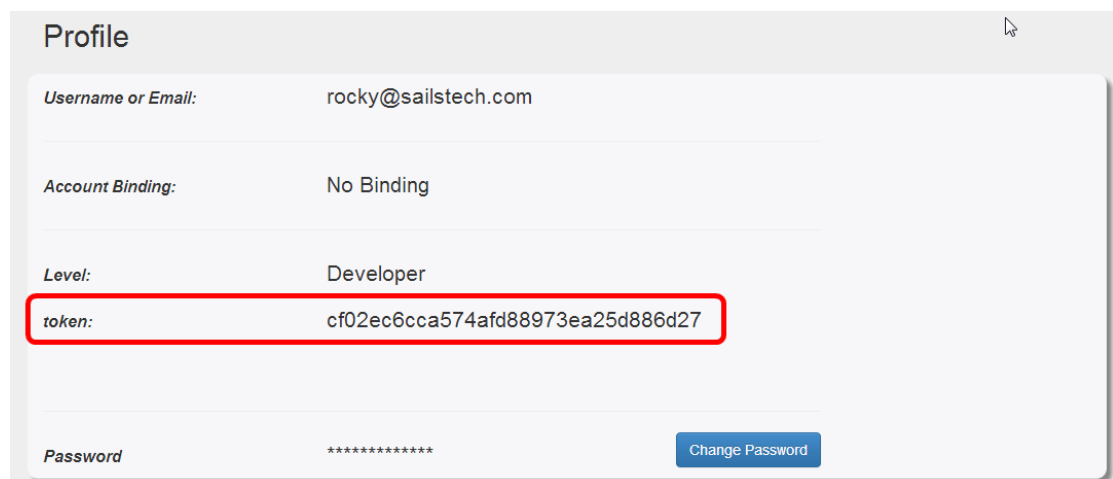 Profile
Username or Email: rocky@sailstech.com
Account Binding: No Binding
Level: Developer
token: cf02ec6cca574afd88973ea25d886d27
Password ************* Change Password